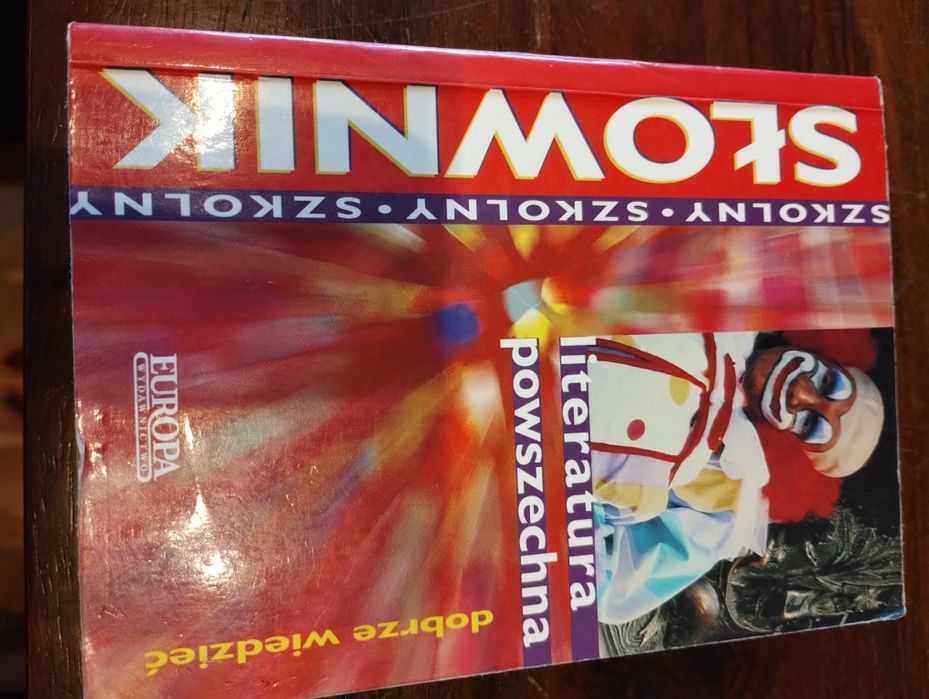 SŁOWNIK
SZKOLNY • SZKOLNY • SZKOLNY
literatura
powszechna
dobrze wiedzieć
EUROPA
WYDAWNICTWO